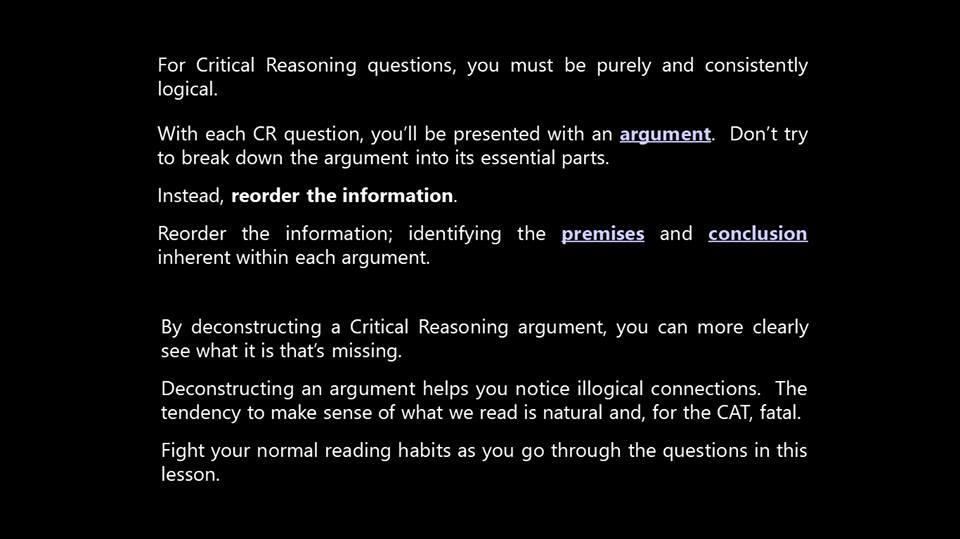 For Critical Reasoning questions, you must be purely and consistently
logical.
With each CR question, you’ll be presented with an argument. Don’t try
to break down the argument into its essential parts.
Instead, reorder the information.
Reorder the information; identifying the premises and conclusion
inherent within each argument.
By deconstructing a Critical Reasoning argument, you can more clearly
see what it is that’s missing.
Deconstructing an argument helps you notice illogical connections. The
tendency to make sense of what we read is natural and, for the CAT, fatal.
Fight your normal reading habits as you go through the questions in this
lesson.